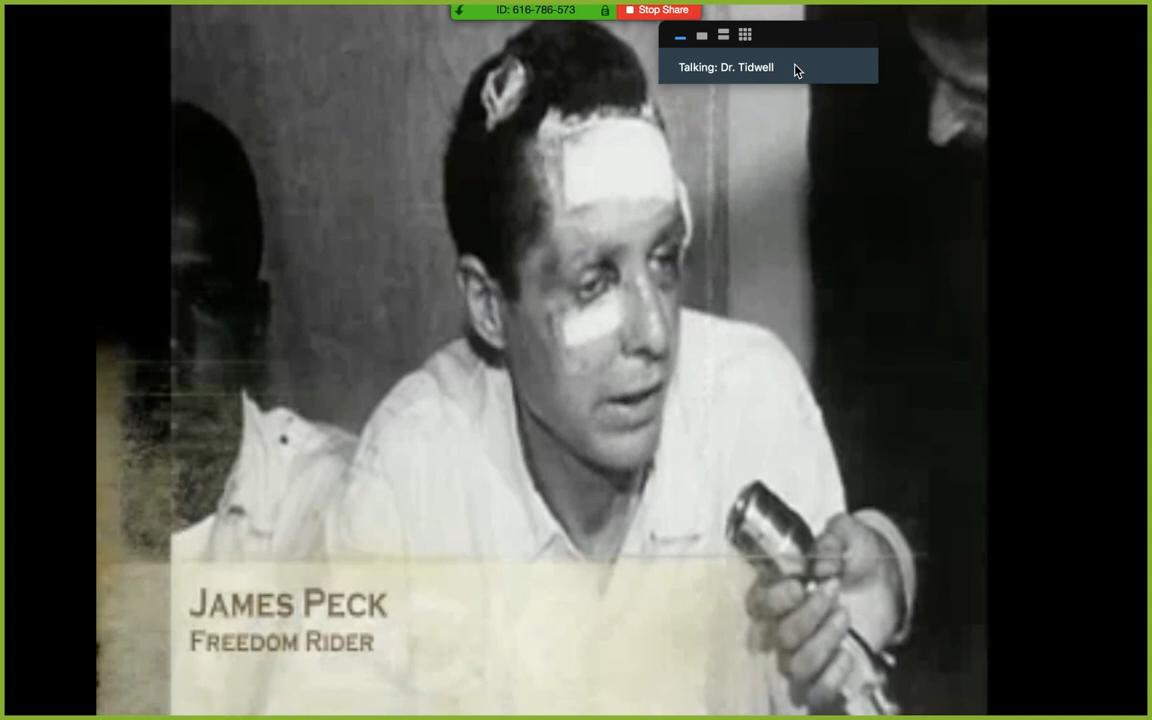 ID: 616-786-573
Stop Share
Talking: Dr. Tidwell
JAMES PECK
FREEDOM RIDER